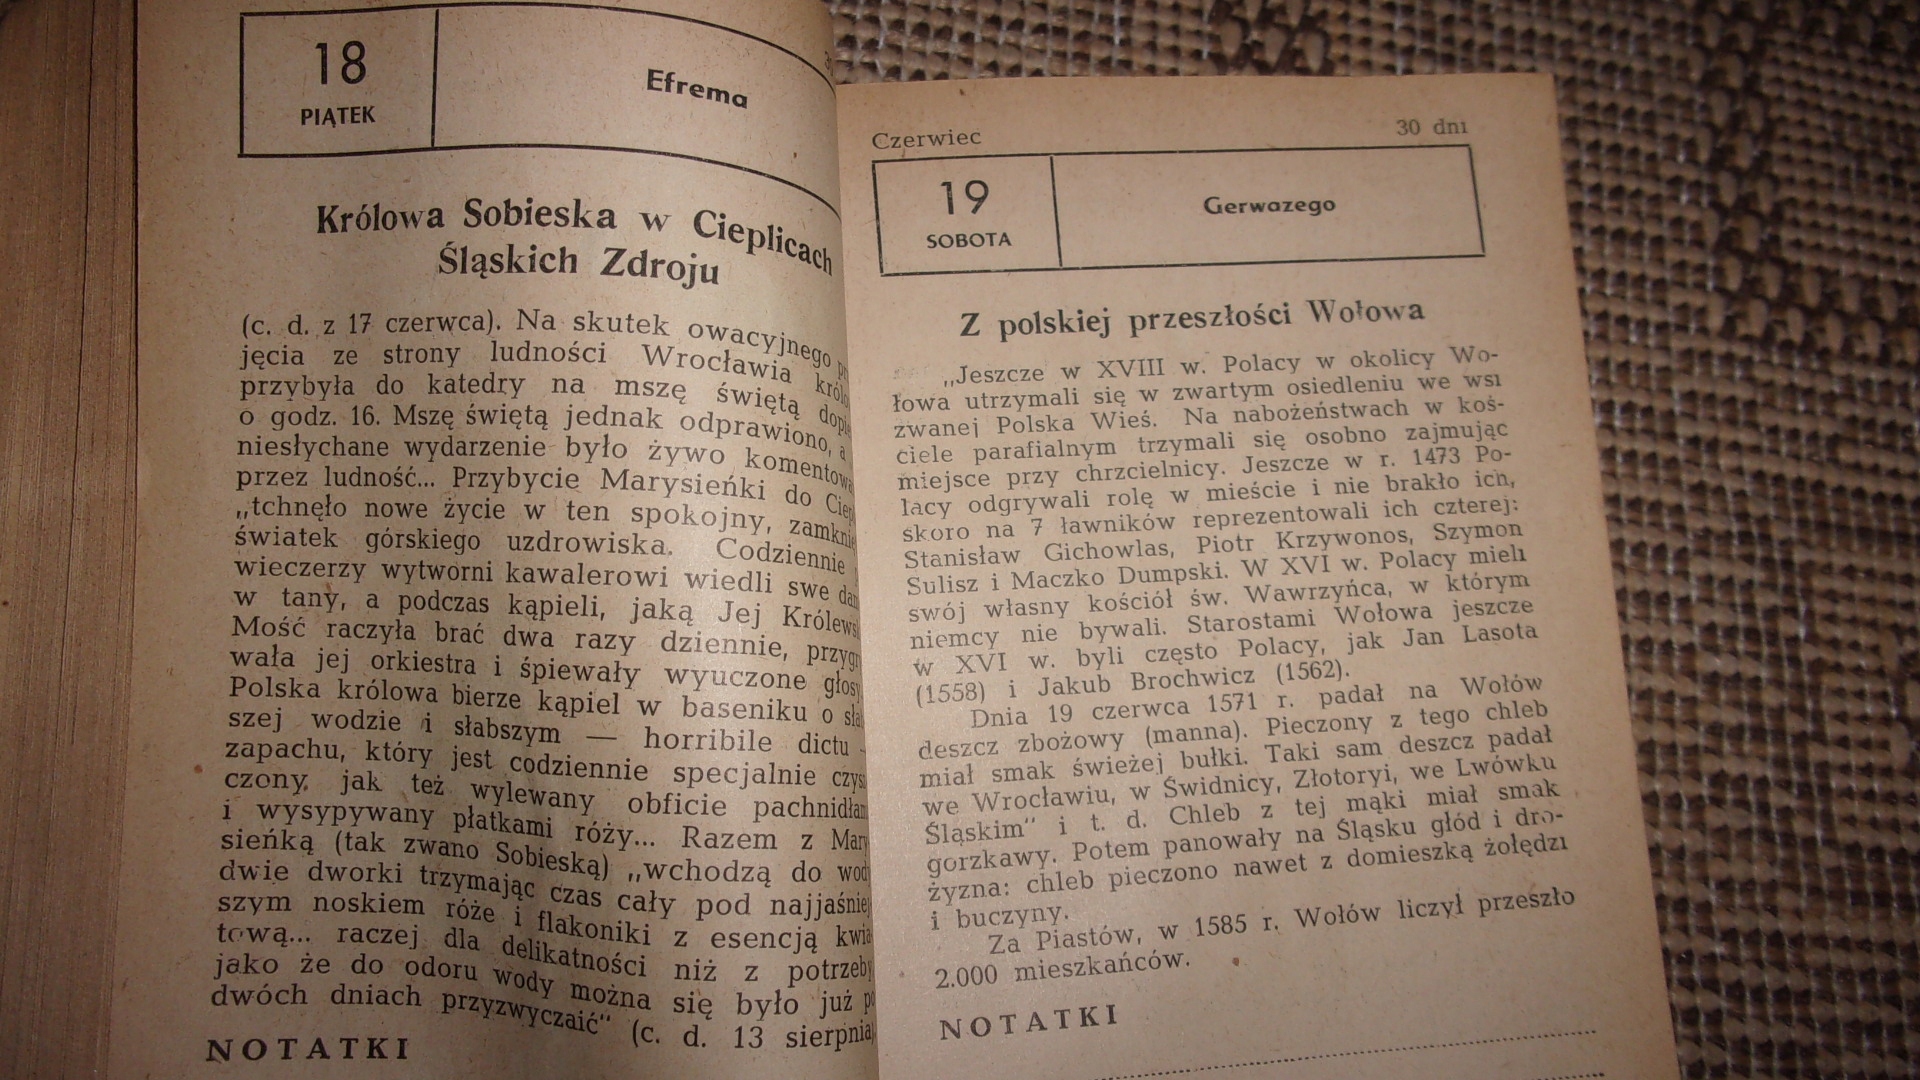 18
PIĄTEK
Efrema
Królowa Sobieska w Cieplicach
Śląskich Zdroju
(c. d. z 17 czerwca). Na skutek owacyjnego
jęcia ze strony ludności Wrocławia
przybyła do katedry na mszę świętą
o godz. 16. Mszę świętą jednak odprawiono, a
niesłychane wydarzenie było żywo
przez ludność... Przybycie Marysieńki do
„tchnęło nowe życie w ten spokojny,
światek górskiego uzdrowiska. Codziennie
wieczerzy wytworni kawalerowi wiedli swe
w tany, a podczas kąpieli, jaką Jej
Mość raczyła brać dwa razy dziennie,
wała jej orkiestra i śpiewały wyuczone głosy
Polska królowa bierze kąpiel w baseniku o
szej wodzie i słabszym — horribile dictu —
zapachu, który jest codziennie specjalnie
czony, jak też wylewany obficie
i wysypywany płatkami róży... Razem z
sieńką (tak zwano Sobieską) „wchodzą do
dwie dworki trzymając czas cały pod
szym noskiem róże i flakoniki z esencją
tową... raczej dla delikatności niż z potrzeby
jako że do odoru wody można się było już
dwóch dniach przyzwyczaić" (c. d. 13 sierpnia)
NOTATKI
Czerwiec 30 dni
19
SOBOTA
Gerwazego
Z polskiej przeszłości Wołowa
„Jeszcze w XVIII w. Polacy w okolicy Wo-
łowa utrzymali się w zwartym osiedleniu we wsi
zwanej Polska Wieś. Na nabożeństwach w koś-
ciele parafialnym trzymali się osobno zajmując
miejsce przy chrzcielnicy. Jeszcze w r. 1473 Po-
lacy odgrywali rolę w mieście i nie brakło ich,
skoro na 7 ławników reprezentowali ich czterej:
Stanisław Gichowlas, Piotr Krzywonos, Szymon
Sulisz i Maczko Dumpski. W XVI w. Polacy mieli
swój własny kościół św. Wawrzyńca, w którym
niemcy nie bywali. Starostami Wołowa jeszcze
w XVI w. byli często Polacy, jak Jan Lasota
(1558) i Jakub Brochwicz (1562).
Dnia 19 czerwca 1571 r. padał na Wołów
deszcz zbożowy (manna). Pieczony z tego chleb
miał smak świeżej bułki. Taki sam deszcz padał
we Wrocławiu, w Świdnicy, Złotoryi, we Lwówku
Śląskim" i t. d. Chleb z tej mąki miał smak
gorzkawy. Potem panowały na Śląsku głód i dro-
żyzna: chleb pieczono nawet z domieszką żołędzi
i buczyny.
Za Piastów, w 1585 r. Wołów liczył przeszło
2.000 mieszkańców.
NOTATKI